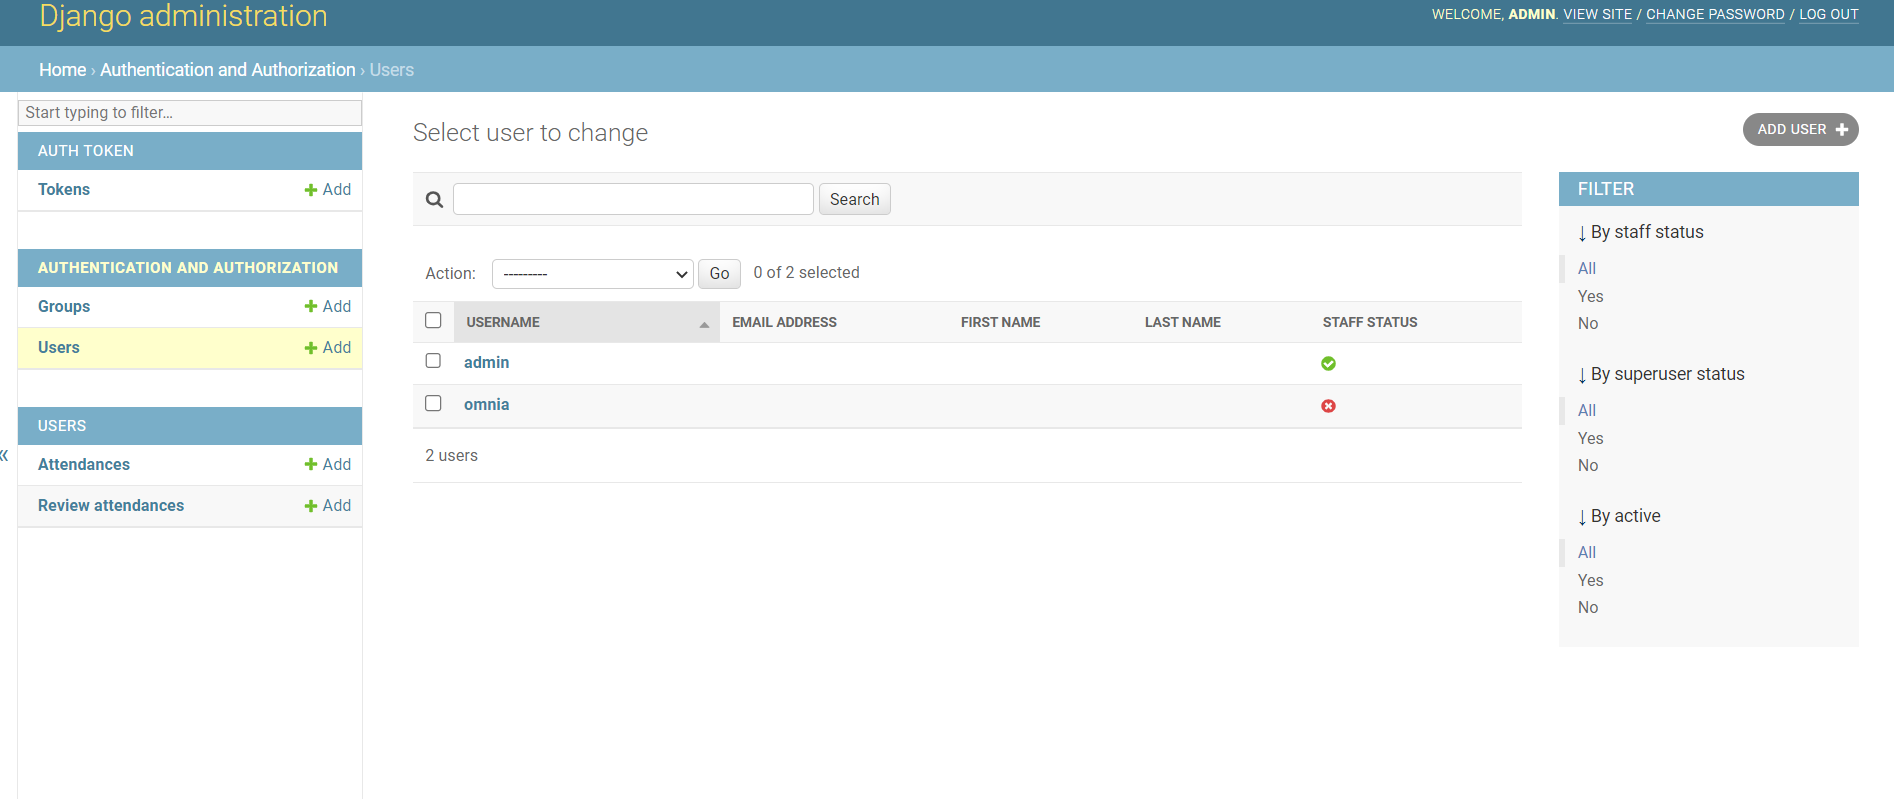 Django administration
WELCOME, ADMIN. VIEW SITE / CHANGE PASSWORD / LOG OUT
Home › Authentication and Authorization › Users
Start typing to filter...
AUTH TOKEN
Tokens + Add
AUTHENTICATION AND AUTHORIZATION
Groups + Add
Users + Add
USERS
Attendances + Add
Review attendances + Add
«
Select user to change
ADD USER +
Search
Action: --------- Go 0 of 2 selected
USERNAME EMAIL ADDRESS FIRST NAME LAST NAME STAFF STATUS
admin
omnia
2 users
FILTER
↓ By staff status
All
Yes
No
↓ By superuser status
All
Yes
No
↓ By active
All
Yes
No